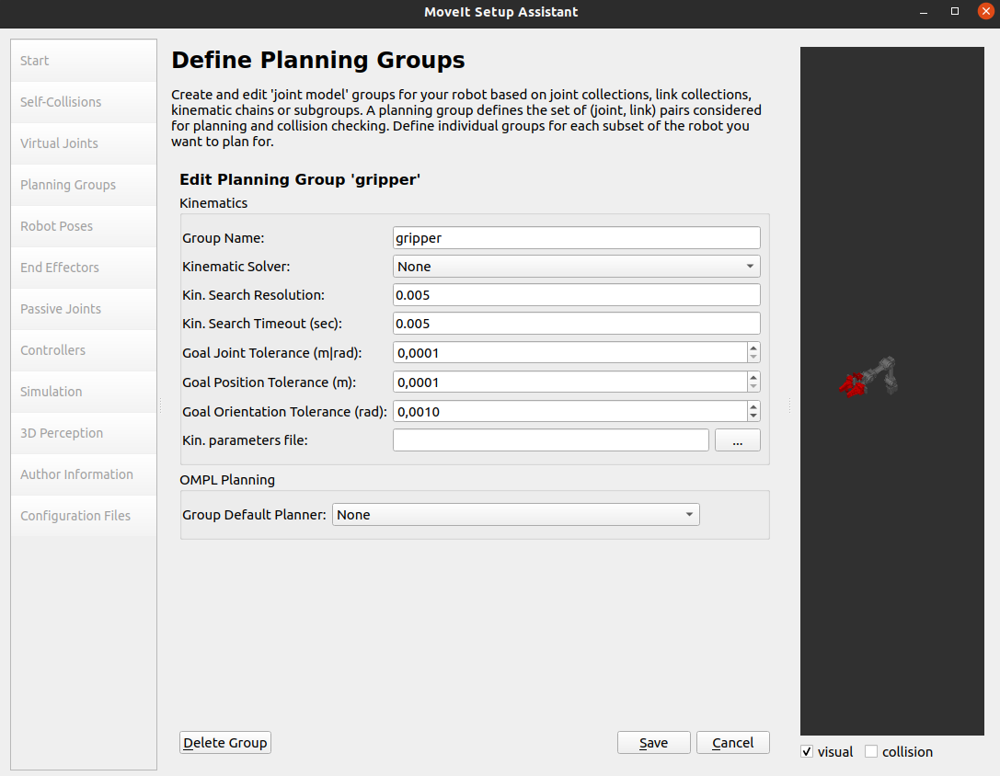 MoveIt Setup Assistant
Start
Self-Collisions
Virtual Joints
Planning Groups
Robot Poses
End Effectors
Passive Joints
Controllers
Simulation
3D Perception
Author Information
Configuration Files
Define Planning Groups
Create and edit 'joint model' groups for your robot based on joint collections, link collections,
kinematic chains or subgroups. A planning group defines the set of (joint, link) pairs considered
for planning and collision checking. Define individual groups for each subset of the robot you
want to plan for.
Edit Planning Group 'gripper'
Kinematics
Group Name: gripper
Kinematic Solver: None
Kin. Search Resolution: 0.005
Kin. Search Timeout (sec): 0.005
Goal Joint Tolerance (m|rad): 0,0001
Goal Position Tolerance (m): 0,0001
Goal Orientation Tolerance (rad): 0,0010
Kin. parameters file: ...
OMPL Planning
Group Default Planner: None
Delete Group Save Cancel
visual collision